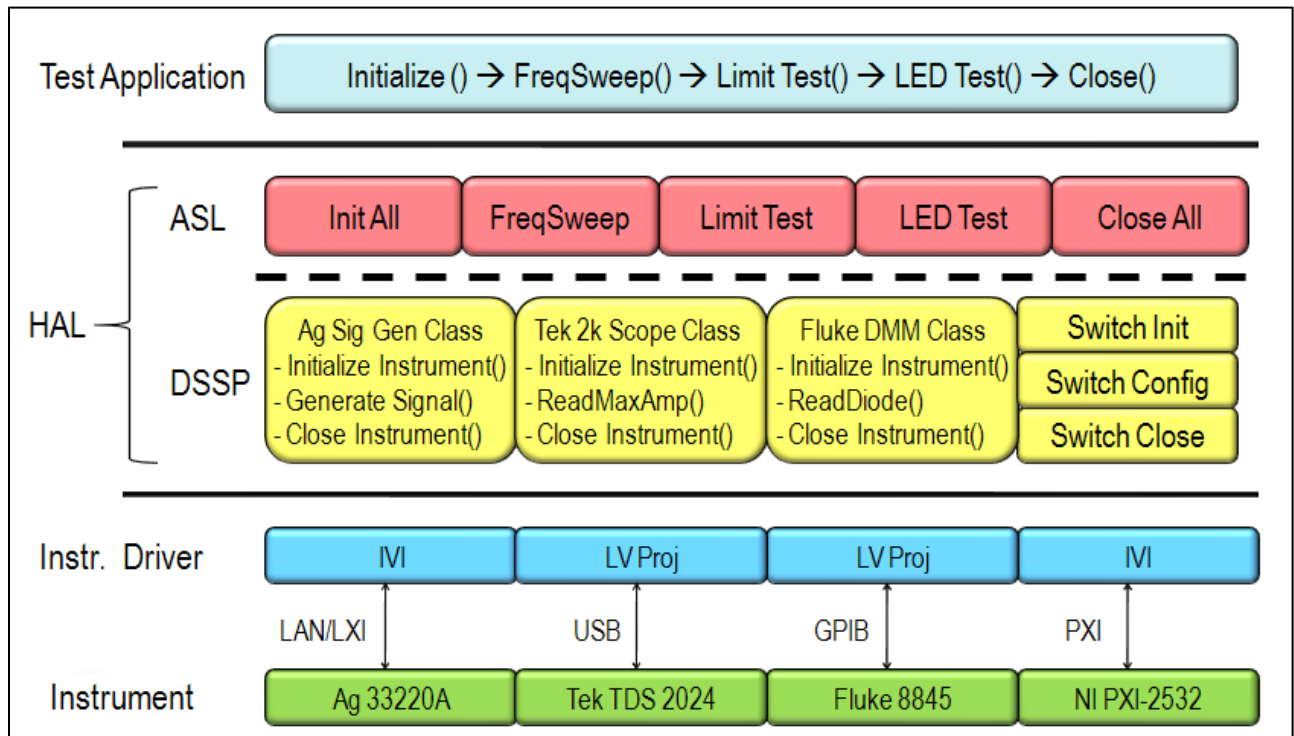 Test Application
Initialize () → FreqSweep() → Limit Test() → LED Test() → Close()
HAL
ASL
Init All
FreqSweep
Limit Test
LED Test
Close All
DSSP
Ag Sig Gen Class
- Initialize Instrument()
- Generate Signal()
- Close Instrument()
Tek 2k Scope Class
- Initialize Instrument()
- ReadMaxAmp()
- Close Instrument()
Fluke DMM Class
- Initialize Instrument()
- ReadDiode()
- Close Instrument()
Switch Init
Switch Config
Switch Close
Instr. Driver
IVI
LV Proj
LV Proj
IVI
LAN/LXI
USB
GPIB
PXI
Instrument
Ag 33220A
Tek TDS 2024
Fluke 8845
NI PXI-2532